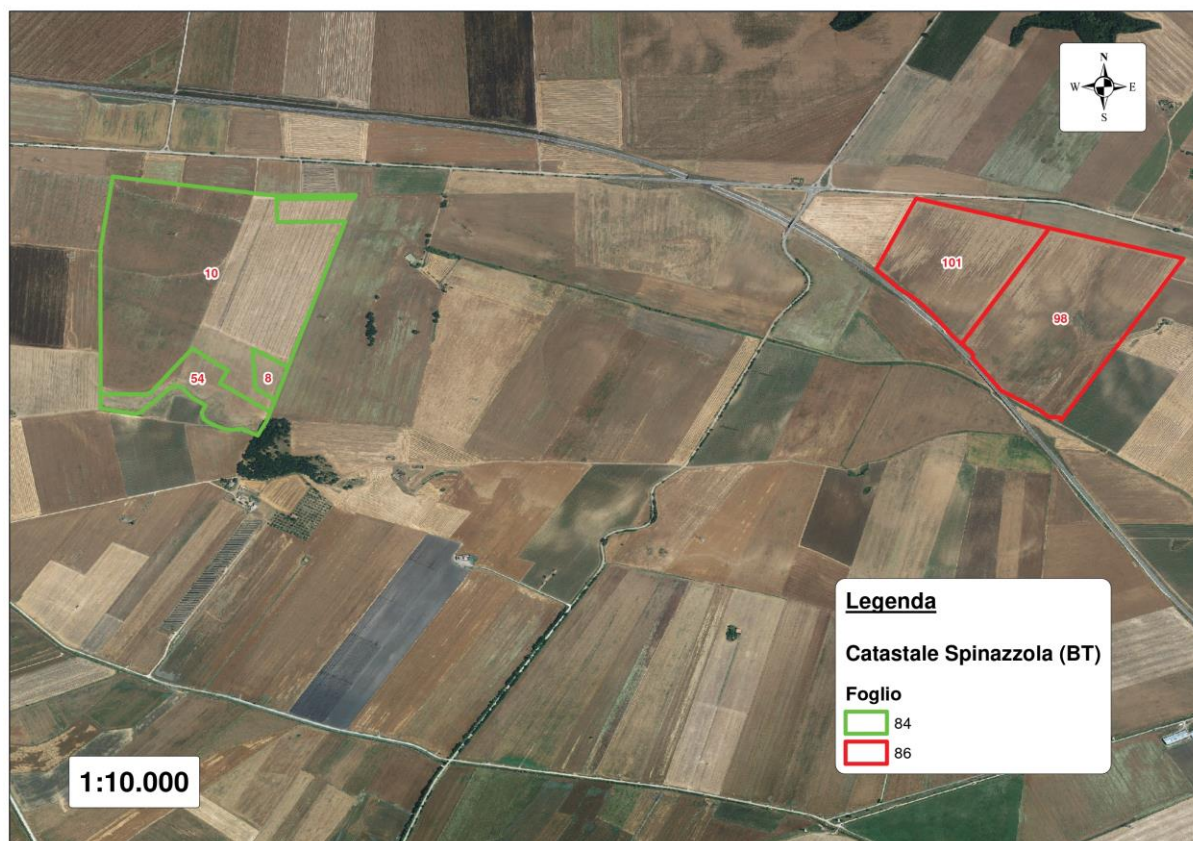 N
W E
S
10
101
98
54
8
Legenda
Catastale Spinazzola (BT)
Foglio
84
86
1:10.000